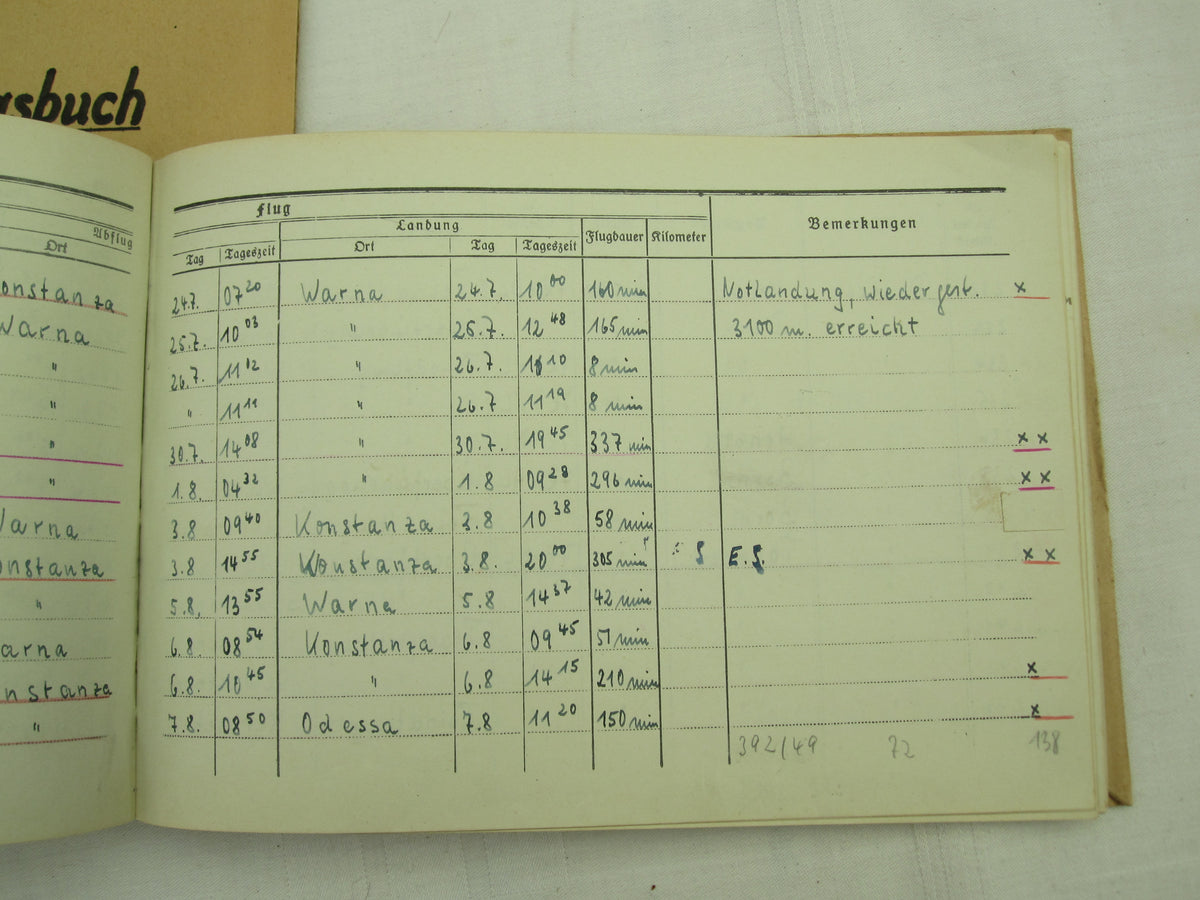 sbuch
Flug
Abflug
Landung
Flugdauer Kilometer
Bemerkungen
Ort
Tag Tageszeit Ort Tag Tageszeit
onstanza 24.7. 07 20 Warna 24.7. 10 00 160 min Notlandung, wieder gest. x
Warna 25.7. 10 03 " 25.7. 12 48 165 min 3100 m. erreicht
" 26.7. 11 02 " 26.7. 11 10 8 min
" " 11 11 " 26.7 11 19 8 min
" 30.7. 14 08 " 30.7. 19 45 337 min x x
" 1.8. 04 32 " 1.8 09 28 296 min x x
Warna 3.8 09 40 Konstanza 3.8 10 38 58 min
onstanza 3.8 14 55 Konstanza 3.8. 20 00 305 min E.S. x x
" 5.8, 13 55 Warna 5.8 14 37 42 min
arna 6.8. 08 54 Konstanza 6.8 09 45 51 min
nstanza 6.8. 10 45 " 6.8 14 15 210 min x
" 7.8. 08 50 Odessa 7.8 11 20 150 min x
392/49 72 138